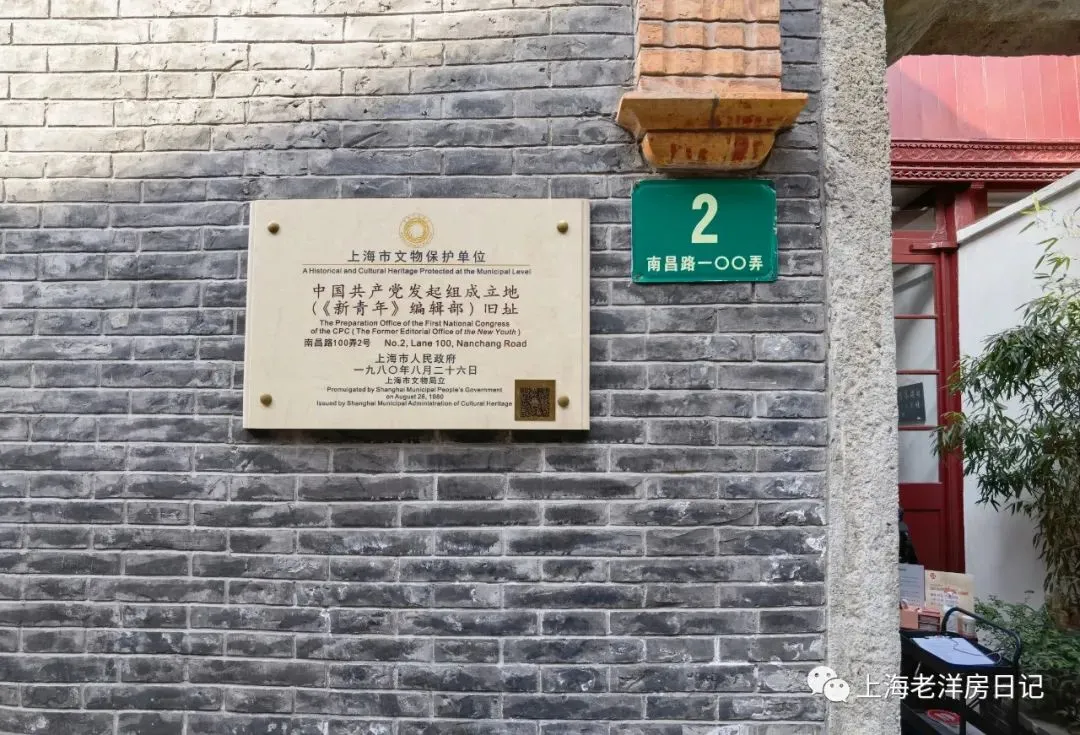 上海市文物保护单位
A Historical and Cultural Heritage Protected at the Municipal Level
中国共产党发起组成立地
(《新青年》编辑部)旧址
The Preparation Office of the First National Congress
of the CPC ( The Former Editorial Office of the New Youth )
南昌路100弄2号 No.2, Lane 100, Nanchang Road
上海市人民政府
一九八〇年八月二十六日
上海市文物局立
Promulgated by Shanghai Municipal People's Government
on August 26, 1980
Issued by Shanghai Municipal Administration of Cultural Heritage
2
南昌路一〇〇弄
上海老洋房日记